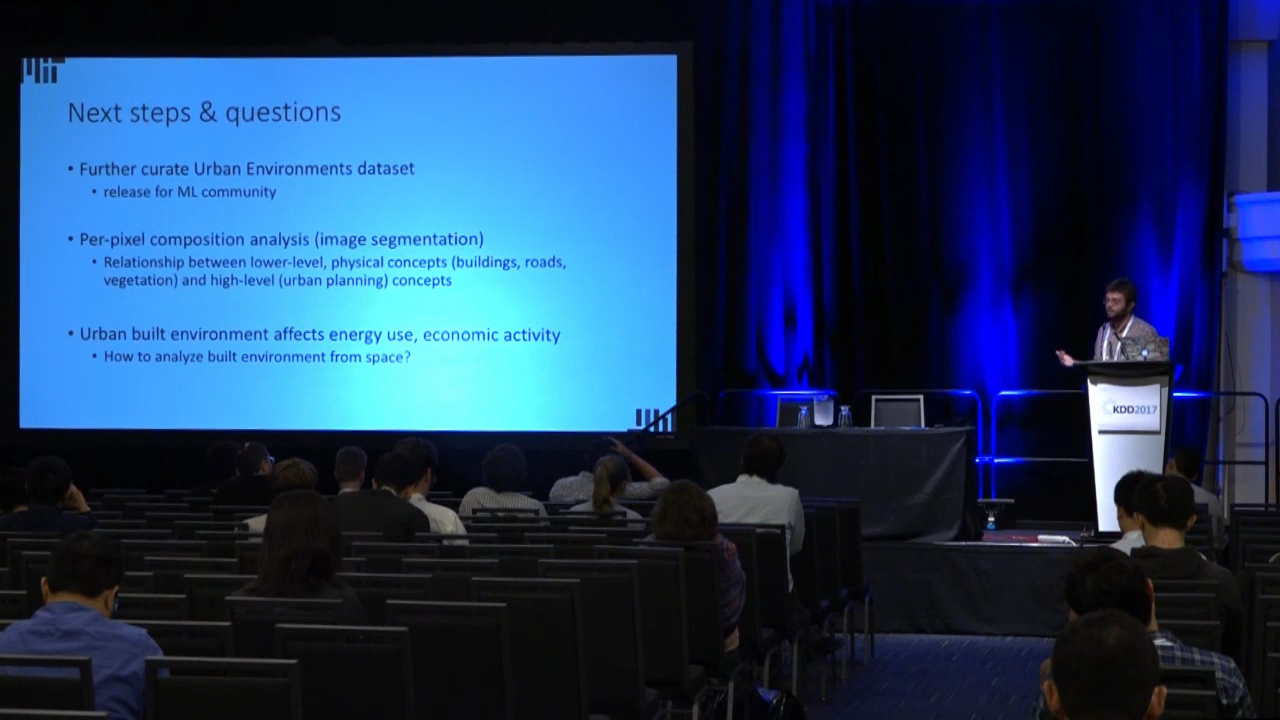 Next steps & questions
• Further curate Urban Environments dataset
• release for ML community
• Per-pixel composition analysis (image segmentation)
• Relationship between lower-level, physical concepts (buildings, roads,
vegetation) and high-level (urban planning) concepts
• Urban built environment affects energy use, economic activity
• How to analyze built environment from space?
KDD2017